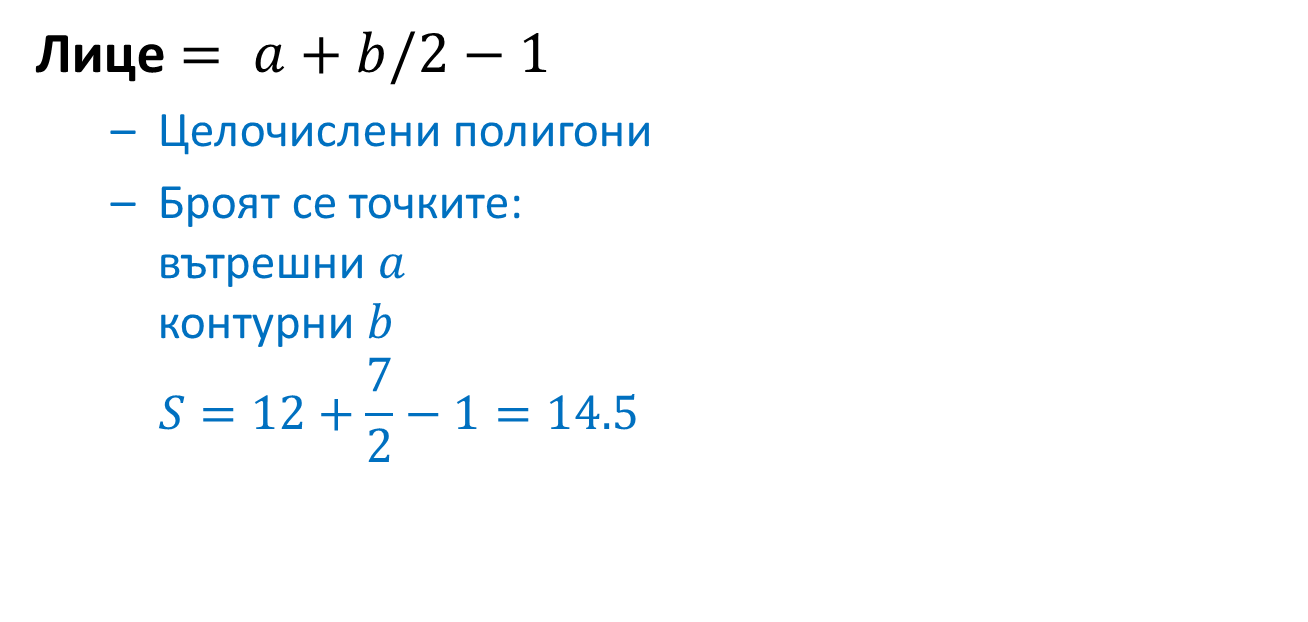 Лице = a + b/2 − 1
– Целочислени полигони
– Броят се точките:
вътрешни a
контурни b
S = 12 + 7/2 − 1 = 14.5